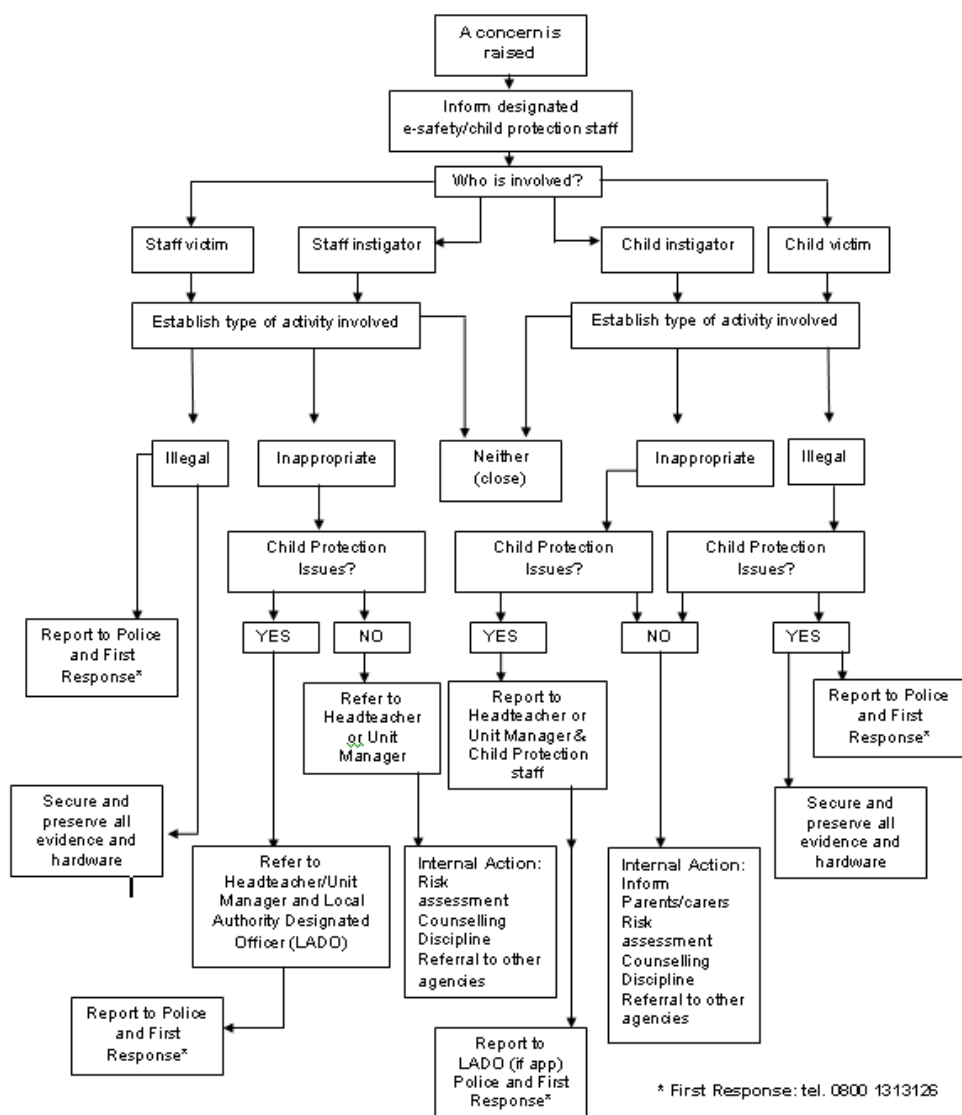 A concern is
raised
Inform designated
e-safety/child protection staff
Who is involved?
Staff victim
Staff instigator
Child instigator
Child victim
Establish type of activity involved
Establish type of activity involved
Illegal
Inappropriate
Neither
(close)
Inappropriate
Illegal
Child Protection
Issues?
Child Protection
Issues?
Child Protection
Issues?
YES
NO
YES
NO
YES
Report to Police
and First
Response*
Refer to
Headteacher
or Unit
Manager
Report to
Headteacher or
Unit Manager &
Child Protection
staff
Report to Police
and First
Response*
Secure and
preserve all
evidence and
hardware
Refer to
Headteacher/Unit
Manager and Local
Authority Designated
Officer (LADO)
Internal Action:
Risk
assessment
Counselling
Discipline
Referral to other
agencies
Internal Action:
Inform
Parents/carers
Risk
assessment
Counselling
Discipline
Referral to other
agencies
Secure and
preserve all
evidence and
hardware
Report to Police
and First
Response*
Report to
LADO (if app)
Police and First
Response*
* First Response: tel. 0800 1313126